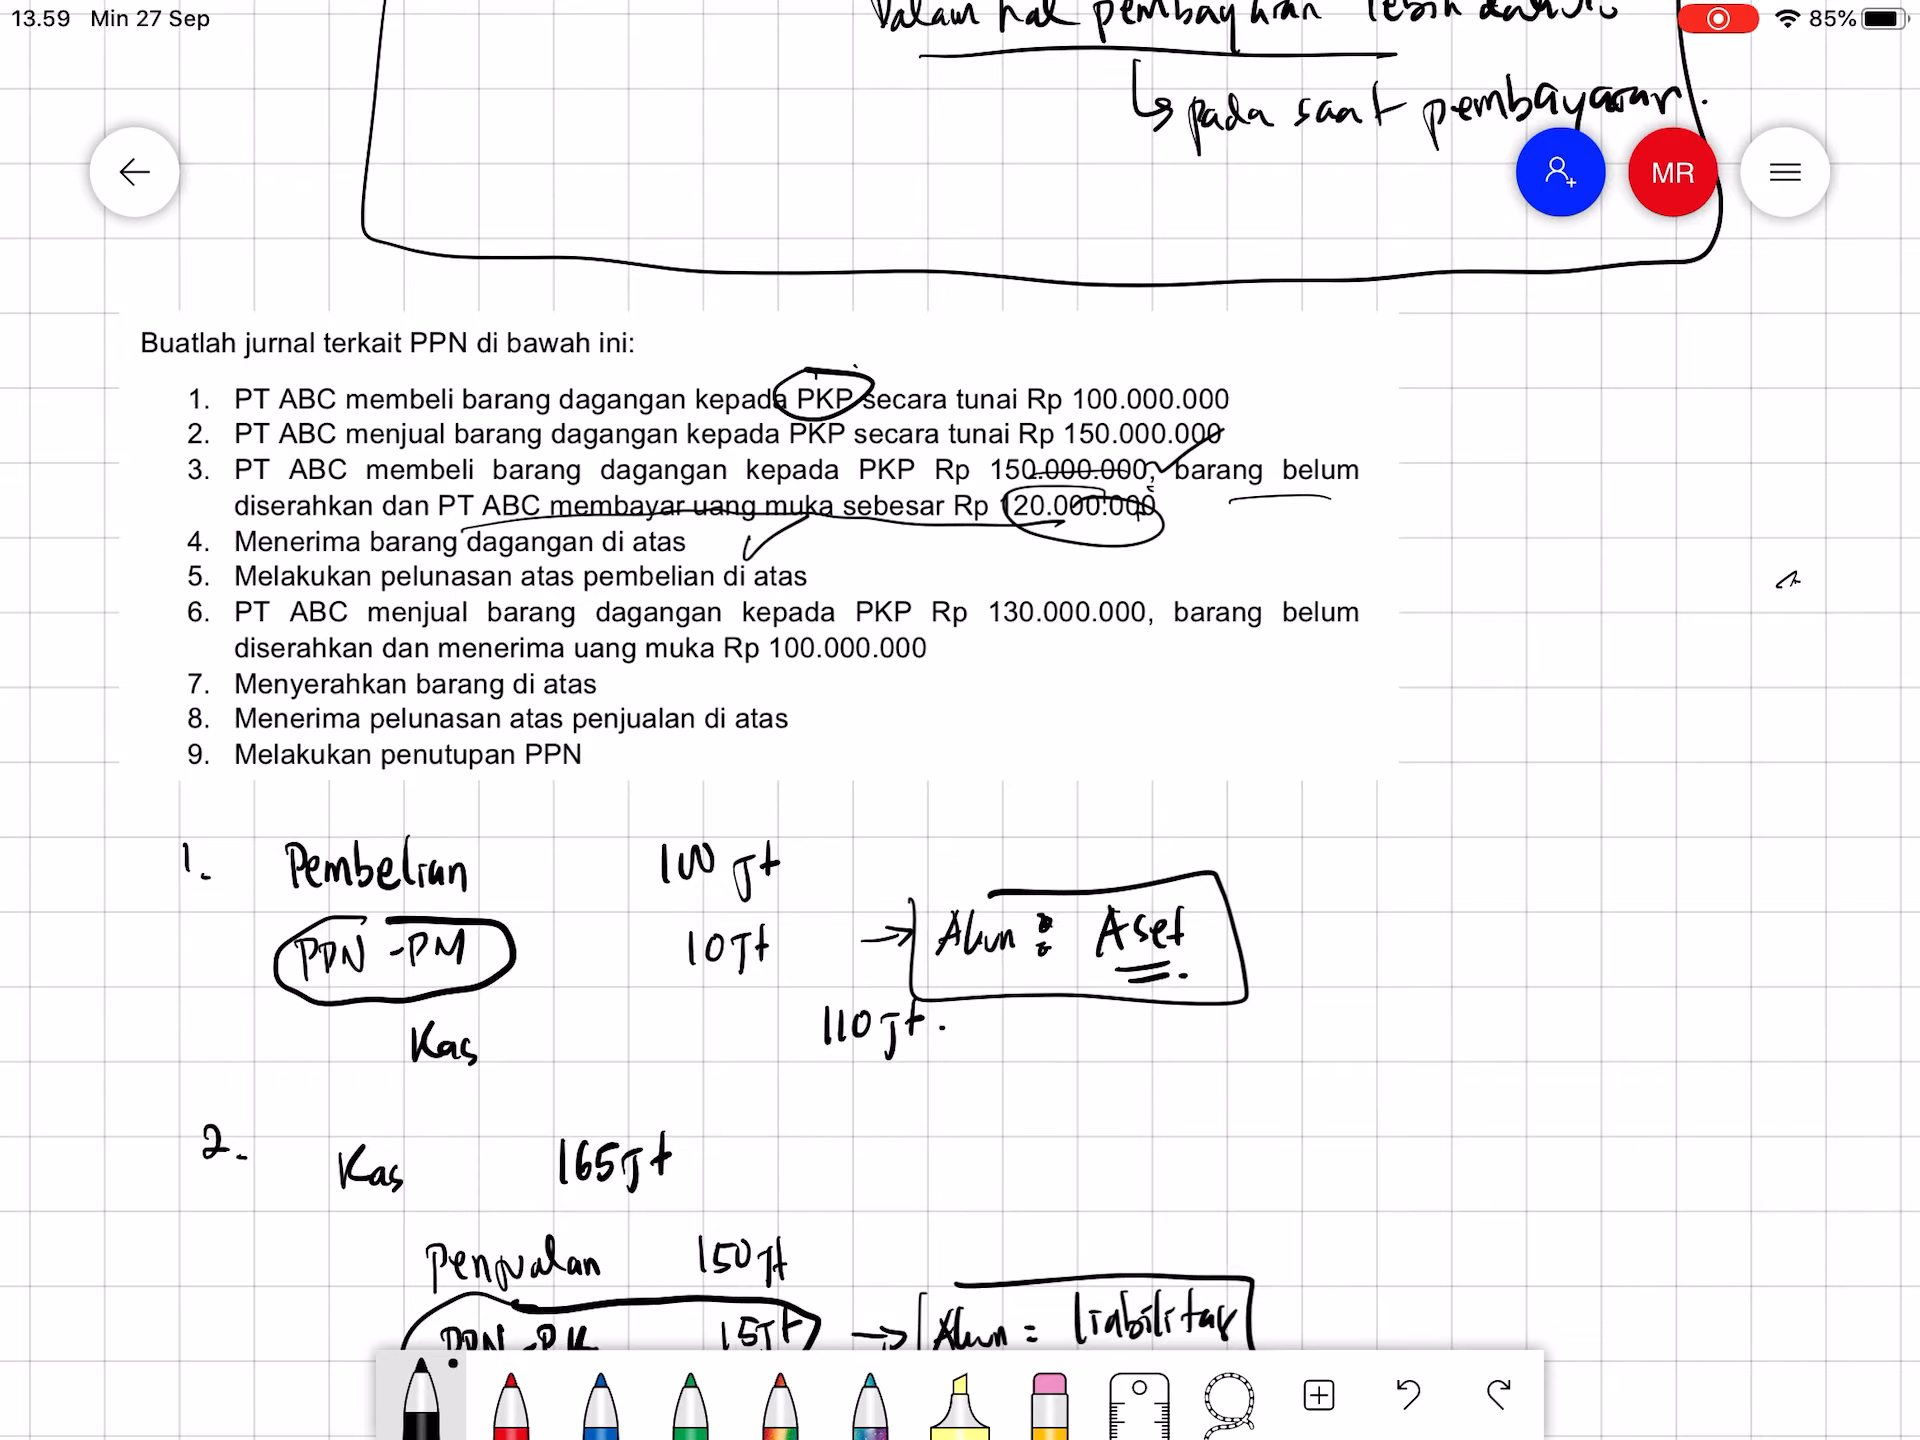 13.59 Min 27 Sep
85%
Dalam hal pembayaran lebih dahulu
↳ pada saat pembayaran.
MR
Buatlah jurnal terkait PPN di bawah ini:
1. PT ABC membeli barang dagangan kepada PKP secara tunai Rp 100.000.000
2. PT ABC menjual barang dagangan kepada PKP secara tunai Rp 150.000.000
3. PT ABC membeli barang dagangan kepada PKP Rp 150.000.000, barang belum
diserahkan dan PT ABC membayar uang muka sebesar Rp 120.000.000
4. Menerima barang dagangan di atas
5. Melakukan pelunasan atas pembelian di atas
6. PT ABC menjual barang dagangan kepada PKP Rp 130.000.000, barang belum
diserahkan dan menerima uang muka Rp 100.000.000
7. Menyerahkan barang di atas
8. Menerima pelunasan atas penjualan di atas
9. Melakukan penutupan PPN
1. Pembelian 100 Jt
PPN - PM 10 Jt → Akun : Aset
Kas 110 Jt.
2. Kas 165 Jt
Penjualan 150 Jt
PPN - PK 15 Jt → Akun = liabilitas